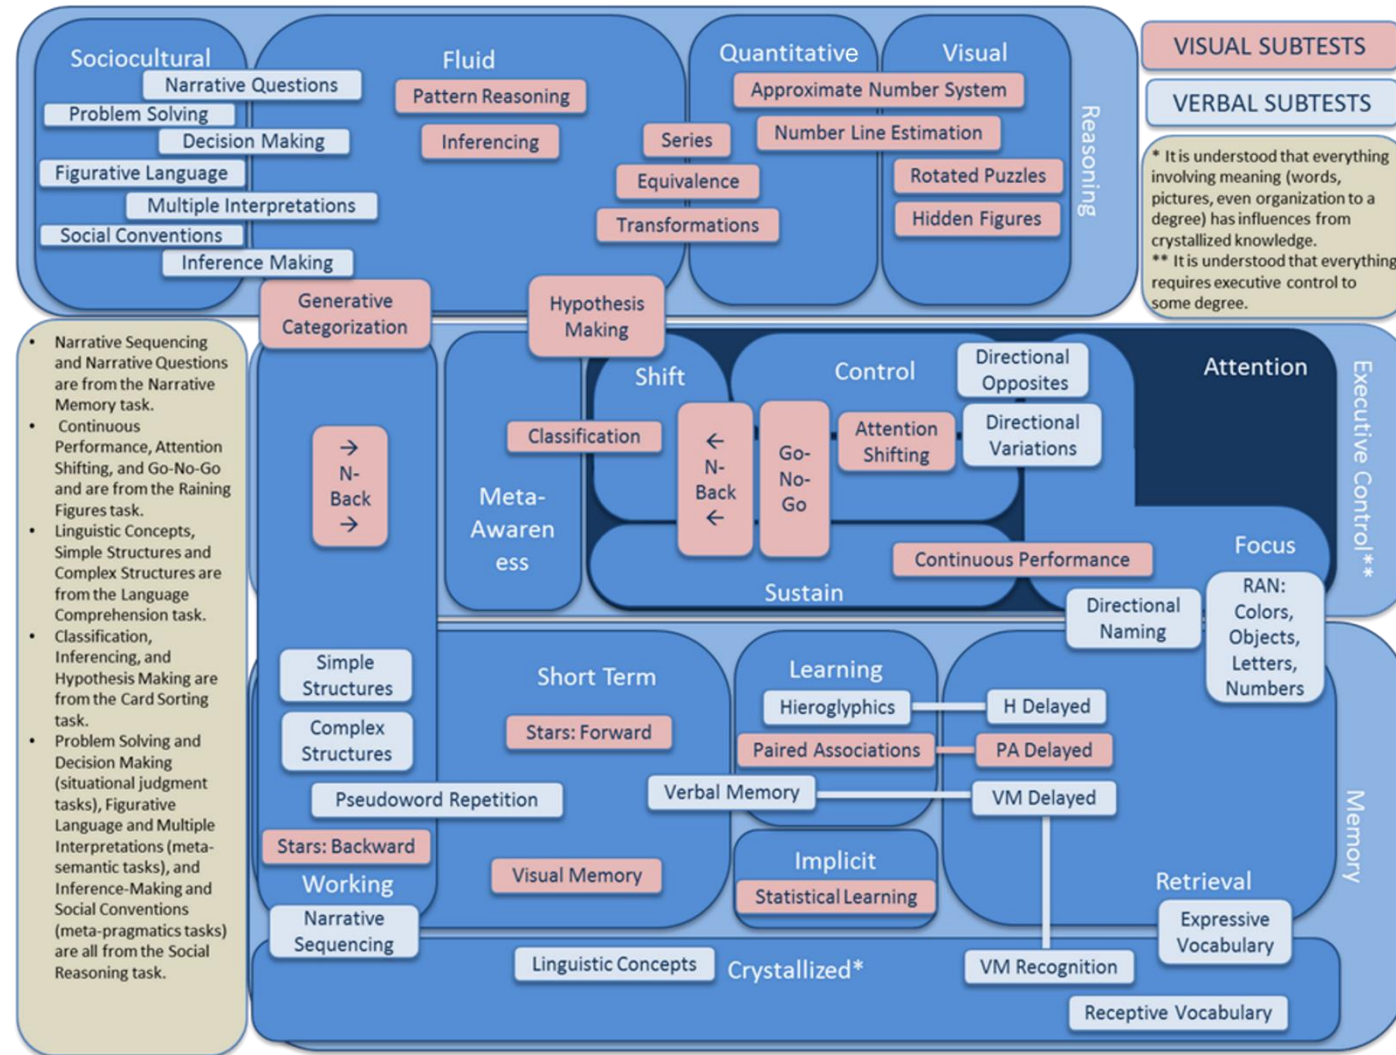 Sociocultural
Fluid
Quantitative
Visual
Reasoning
Narrative Questions
Problem Solving
Decision Making
Figurative Language
Multiple Interpretations
Social Conventions
Inference Making
Pattern Reasoning
Inferencing
Series
Equivalence
Transformations
Approximate Number System
Number Line Estimation
Rotated Puzzles
Hidden Figures
VISUAL SUBTESTS
VERBAL SUBTESTS
* It is understood that everything
involving meaning (words,
pictures, even organization to a
degree) has influences from
crystallized knowledge.
** It is understood that everything
requires executive control to
some degree.
Generative
Categorization
Hypothesis
Making
• Narrative Sequencing
and Narrative Questions
are from the Narrative
Memory task.
• Continuous
Performance, Attention
Shifting, and Go-No-Go
and are from the Raining
Figures task.
• Linguistic Concepts,
Simple Structures and
Complex Structures are
from the Language
Comprehension task.
• Classification,
Inferencing, and
Hypothesis Making are
from the Card Sorting
task.
• Problem Solving and
Decision Making
(situational judgment
tasks), Figurative
Language and Multiple
Interpretations (meta-
semantic tasks), and
Inference-Making and
Social Conventions
(meta-pragmatics tasks)
are all from the Social
Reasoning task.
Executive Control**
Attention
Shift
Control
Directional
Opposites
Directional
Variations
Classification
→
N-
Back
→
←
N-
Back
←
Go-
No-
Go
Attention
Shifting
Meta-
Awaren
ess
Continuous Performance
Sustain
Focus
RAN:
Colors,
Objects,
Letters,
Numbers
Directional
Naming
Memory
Simple
Structures
Complex
Structures
Short Term
Stars: Forward
Pseudoword Repetition
Stars: Backward
Visual Memory
Working
Narrative
Sequencing
Learning
Hieroglyphics
H Delayed
Paired Associations
PA Delayed
Verbal Memory
VM Delayed
Implicit
Statistical Learning
Retrieval
Expressive
Vocabulary
Linguistic Concepts
Crystallized*
VM Recognition
Receptive Vocabulary